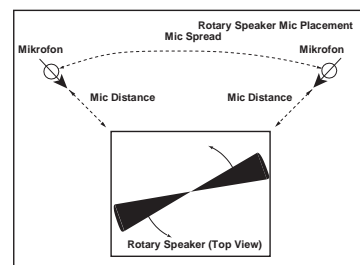 Rotary Speaker Mic Placement
Mic Spread
Mikrofon
Mikrofon
Mic Distance
Mic Distance
Rotary Speaker (Top View)